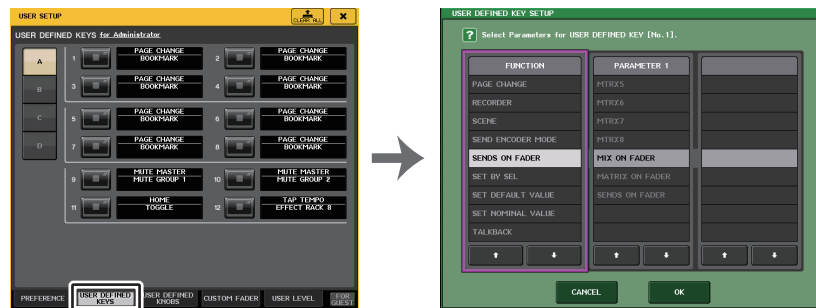 USER SETUP
CLEAR ALL
×
USER DEFINED KEYS for Administrator
A
B
C
D
1 PAGE CHANGE BOOKMARK
2 PAGE CHANGE BOOKMARK
3 PAGE CHANGE BOOKMARK
4 PAGE CHANGE BOOKMARK
5 PAGE CHANGE BOOKMARK
6 PAGE CHANGE BOOKMARK
7 PAGE CHANGE BOOKMARK
8 PAGE CHANGE BOOKMARK
9 MUTE MASTER MUTE GROUP 1
10 MUTE MASTER MUTE GROUP 2
11 HOME TOGGLE
12 TAP TEMPO EFFECT RACK 8
PREFERENCE
USER DEFINED KEYS
USER DEFINED KNOBS
CUSTOM FADER
USER LEVEL
FOR GUEST
USER DEFINED KEY SETUP
? Select Parameters for USER DEFINED KEY [No.1].
FUNCTION
PAGE CHANGE
RECORDER
SCENE
SEND ENCODER MODE
SENDS ON FADER
SET BY SEL
SET DEFAULT VALUE
SET NOMINAL VALUE
TALKBACK
PARAMETER 1
MTRX5
MTRX6
MTRX7
MTRX8
MIX ON FADER
MATRIX ON FADER
SENDS ON FADER
CANCEL
OK